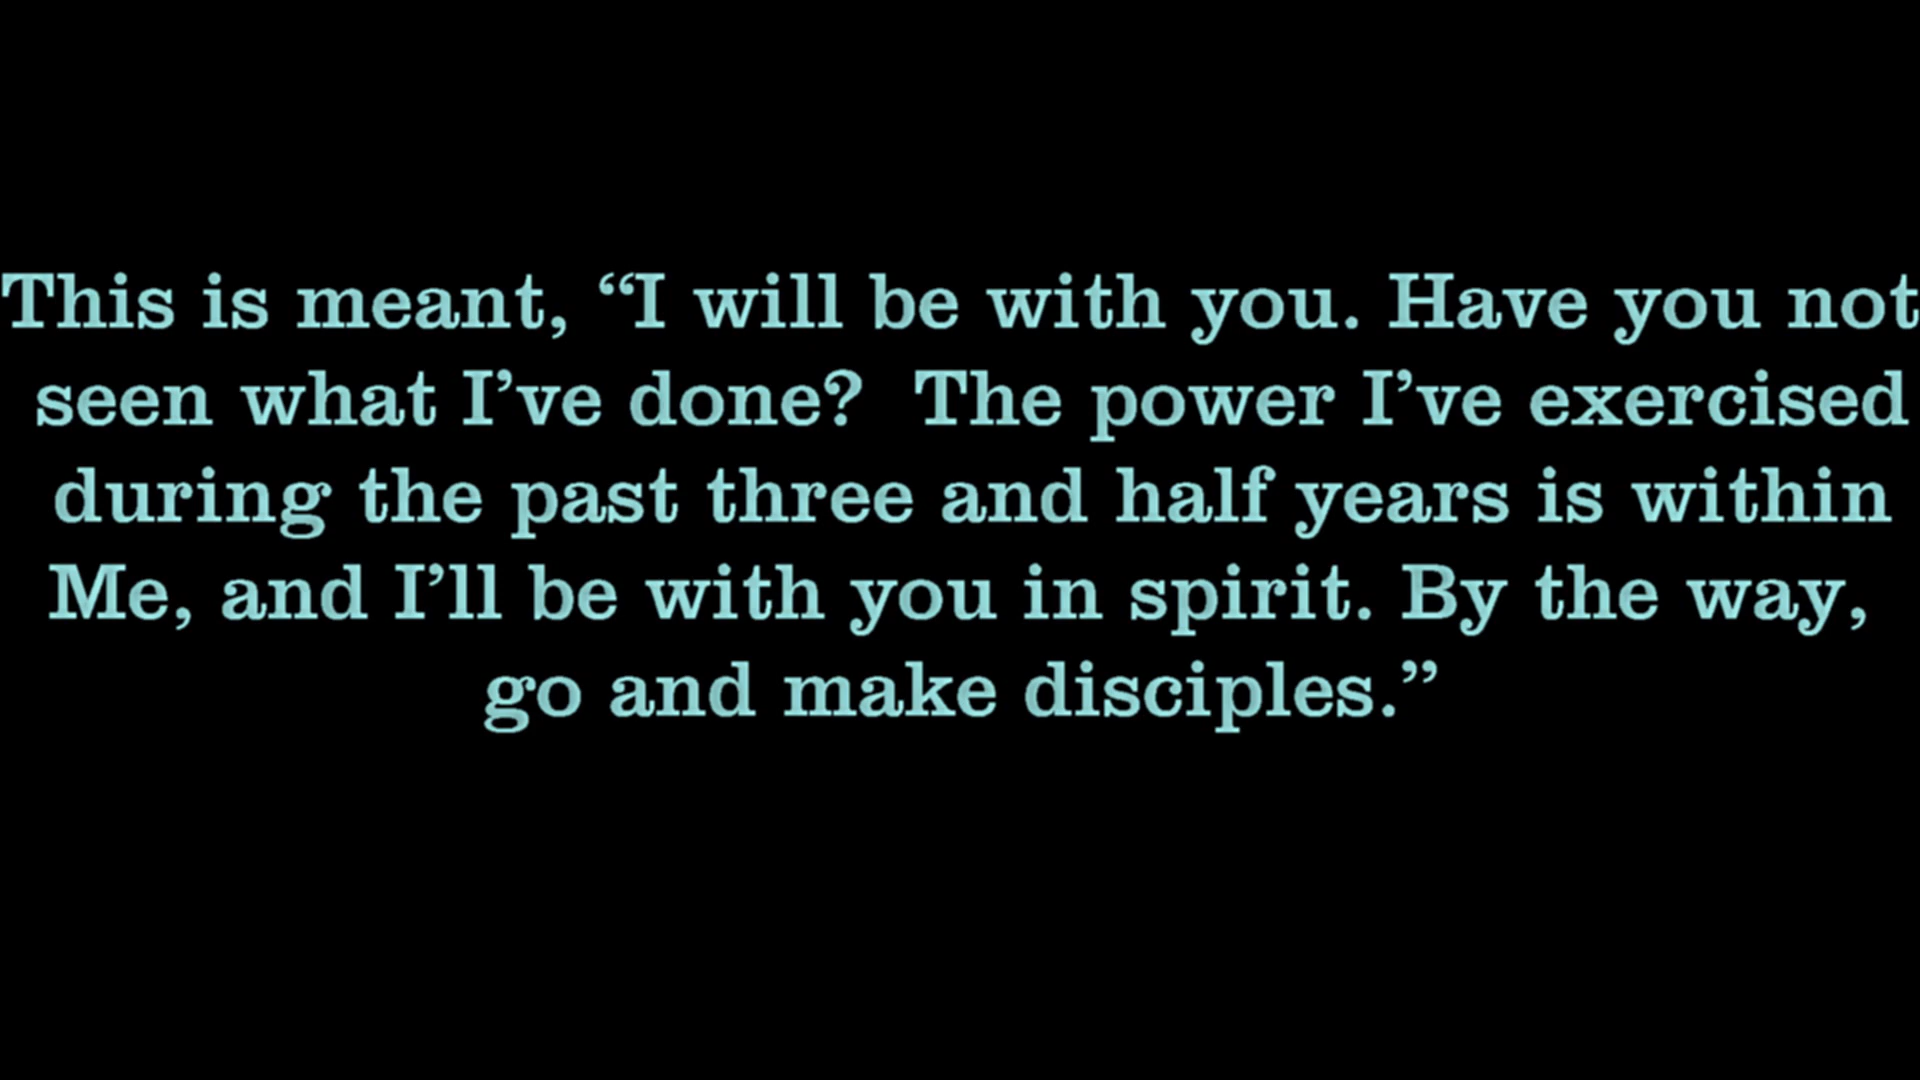 This is meant, “I will be with you. Have you not
seen what I’ve done?  The power I’ve exercised
during the past three and half years is within
Me, and I’ll be with you in spirit. By the way,
go and make disciples.”